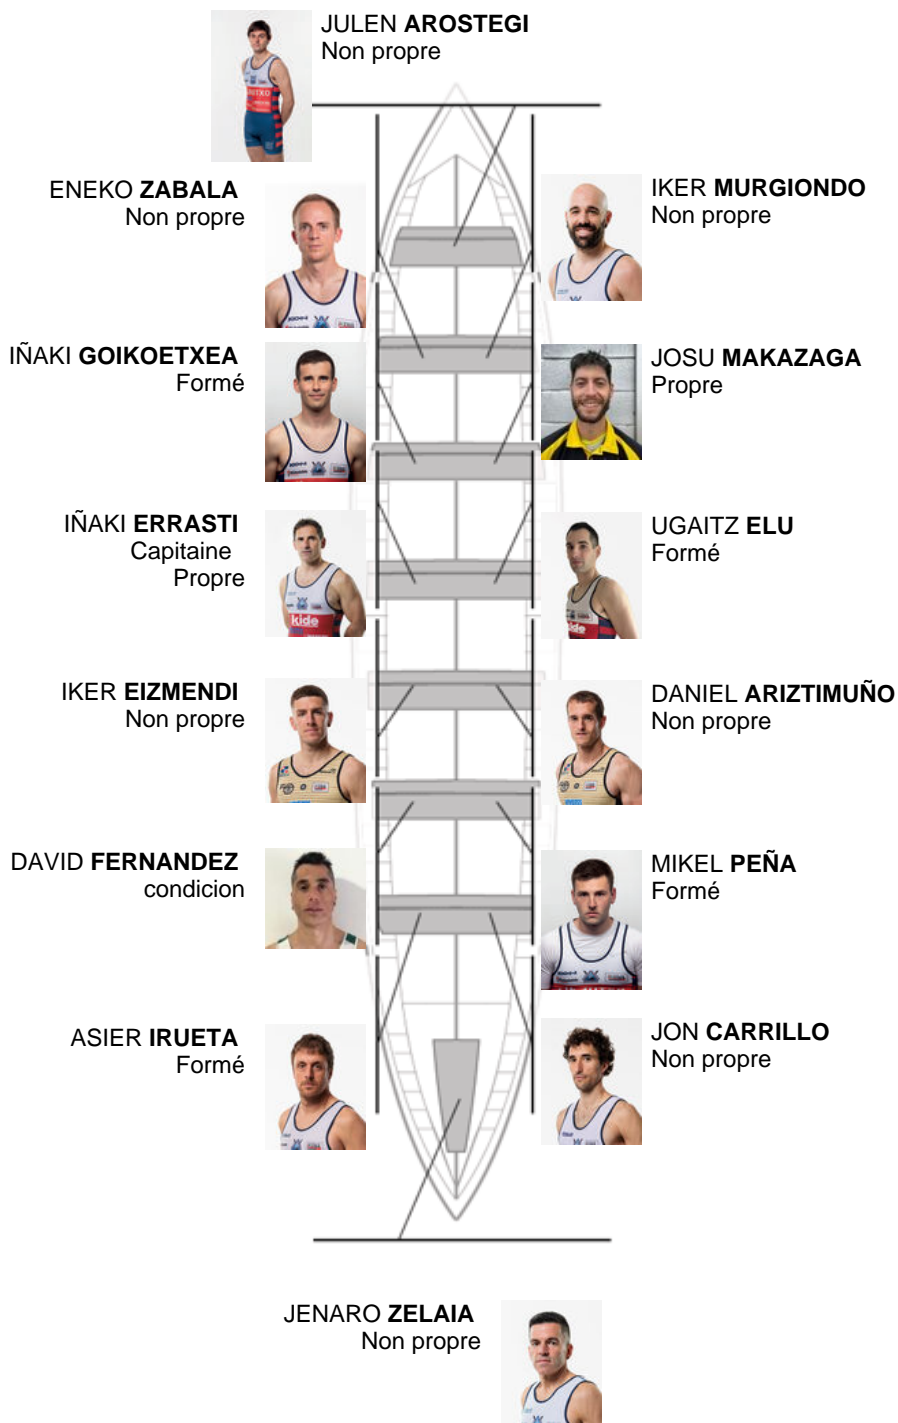 JULEN AROSTEGI
Non propre
ENEKO ZABALA
Non propre
IKER MURGIONDO
Non propre
IÑAKI GOIKOETXEA
Formé
JOSU MAKAZAGA
Propre
IÑAKI ERRASTI
Capitaine
Propre
UGAITZ ELU
Formé
kide
IKER EIZMENDI
Non propre
DANIEL ARIZTIMUÑO
Non propre
DAVID FERNANDEZ
condicion
MIKEL PEÑA
Formé
ASIER IRUETA
Formé
JON CARRILLO
Non propre
JENARO ZELAIA
Non propre